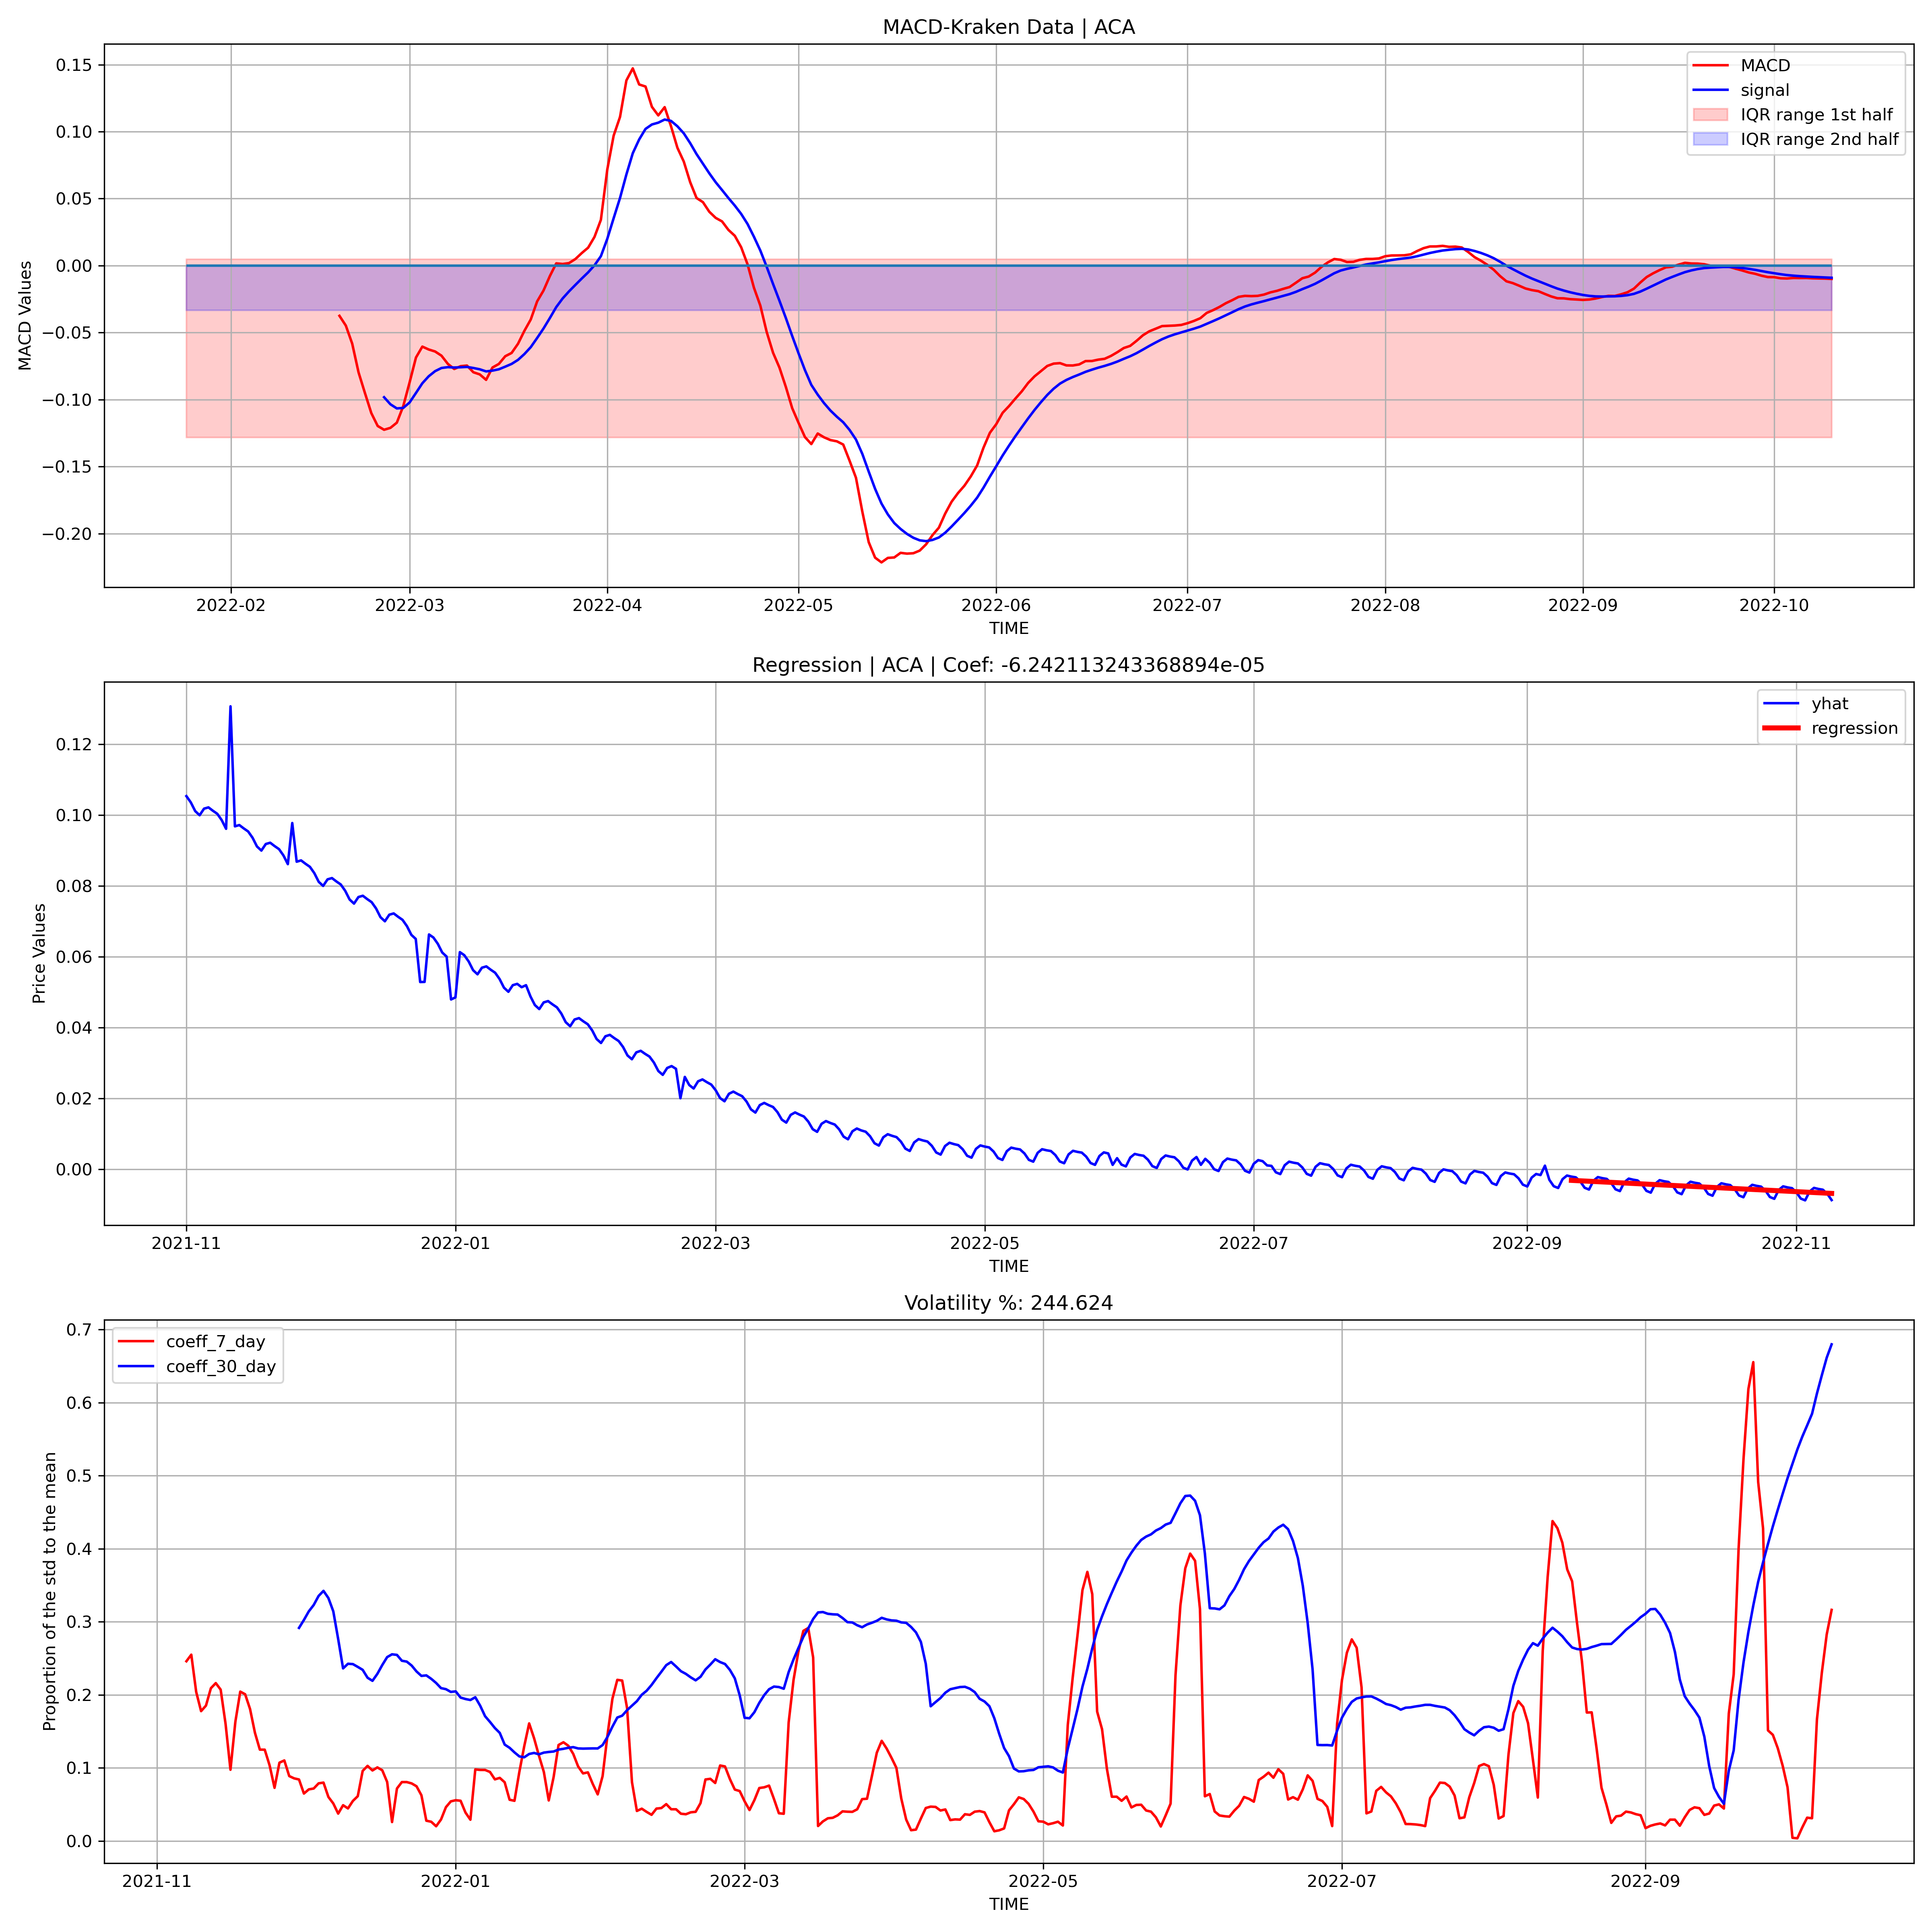 MACD-Kraken Data | ACA
MACD
signal
IQR range 1st half
IQR range 2nd half
MACD Values
0.15
0.10
0.05
0.00
−0.05
−0.10
−0.15
−0.20
2022-02 2022-03 2022-04 2022-05 2022-06 2022-07 2022-08 2022-09 2022-10
TIME
Regression | ACA | Coef: -6.242113243368894e-05
yhat
regression
Price Values
0.12
0.10
0.08
0.06
0.04
0.02
0.00
2021-11 2022-01 2022-03 2022-05 2022-07 2022-09 2022-11
TIME
Volatility %: 244.624
coeff_7_day
coeff_30_day
Proportion of the std to the mean
0.7
0.6
0.5
0.4
0.3
0.2
0.1
0.0
2021-11 2022-01 2022-03 2022-05 2022-07 2022-09
TIME